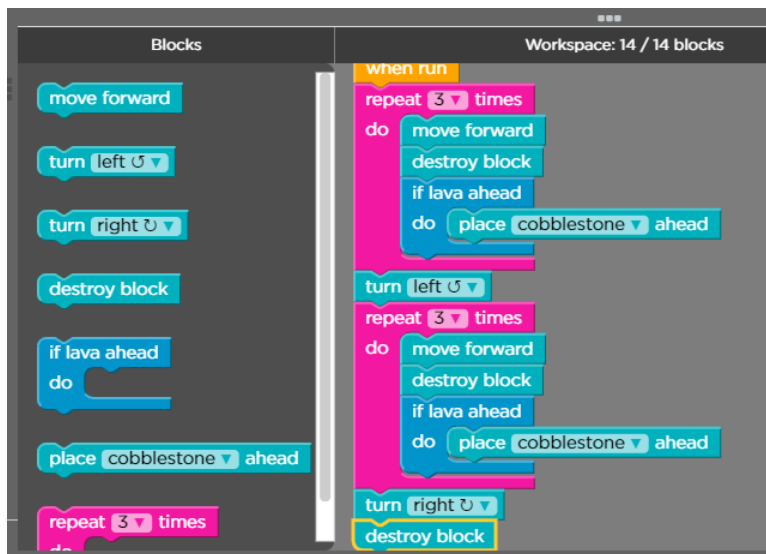 Blocks
Workspace: 14 / 14 blocks
move forward
turn left ↺ ▼
turn right ↻ ▼
destroy block
if lava ahead
do
place cobblestone ▼ ahead
repeat 3 ▼ times
do
when run
repeat 3 ▼ times
do move forward
destroy block
if lava ahead
do place cobblestone ▼ ahead
turn left ↺ ▼
repeat 3 ▼ times
do move forward
destroy block
if lava ahead
do place cobblestone ▼ ahead
turn right ↻ ▼
destroy block